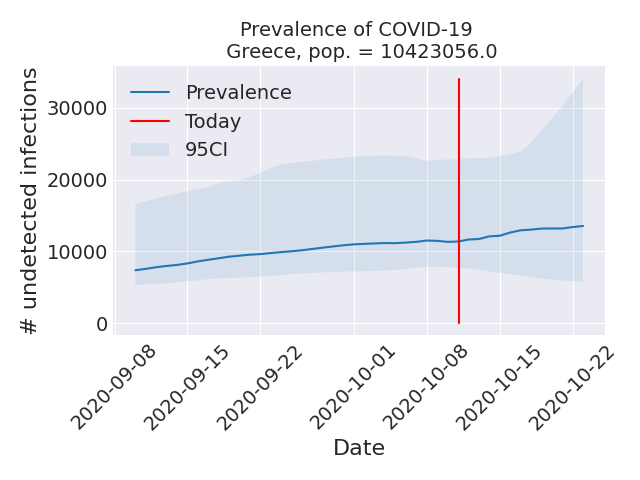 Prevalence of COVID-19
Greece, pop. = 10423056.0
# undetected infections
30000
20000
10000
0
Prevalence
Today
95CI
2020-09-08
2020-09-15
2020-09-22
2020-10-01
2020-10-08
2020-10-15
2020-10-22
Date